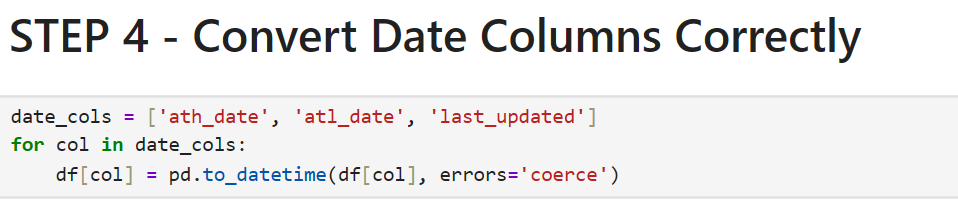 STEP 4 - Convert Date Columns Correctly
date_cols = ['ath_date', 'atl_date', 'last_updated']
for col in date_cols:
    df[col] = pd.to_datetime(df[col], errors='coerce')